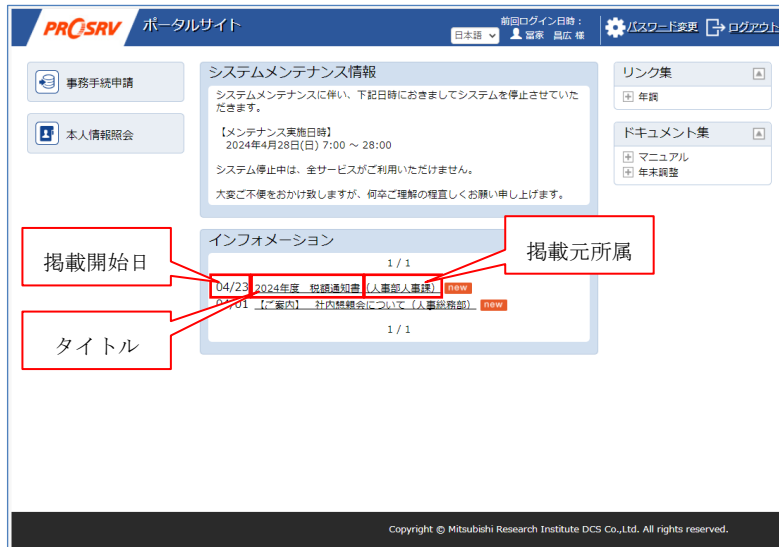 PROSRV ポータルサイト
前回ログイン日時：
日本語 冨家 昌広 様
パスワード変更 ログアウト
事務手続申請
本人情報照会
システムメンテナンス情報
システムメンテナンスに伴い、下記日時におきましてシステムを停止させていた
だきます。
【メンテナンス実施日時】
2024年4月28日(日) 7:00 ～ 28:00
システム停止中は、全サービスがご利用いただけません。
大変ご不便をおかけ致しますが、何卒ご理解の程宜しくお願い申し上げます。
リンク集
年調
ドキュメント集
マニュアル
年末調整
インフォメーション
1 / 1
04/23 2024年度 税額通知書 (人事部人事課) new
04/01 【ご案内】 社内懇親会について (人事総務部) new
1 / 1
掲載開始日
掲載元所属
タイトル
Copyright © Mitsubishi Research Institute DCS Co.,Ltd. All rights reserved.